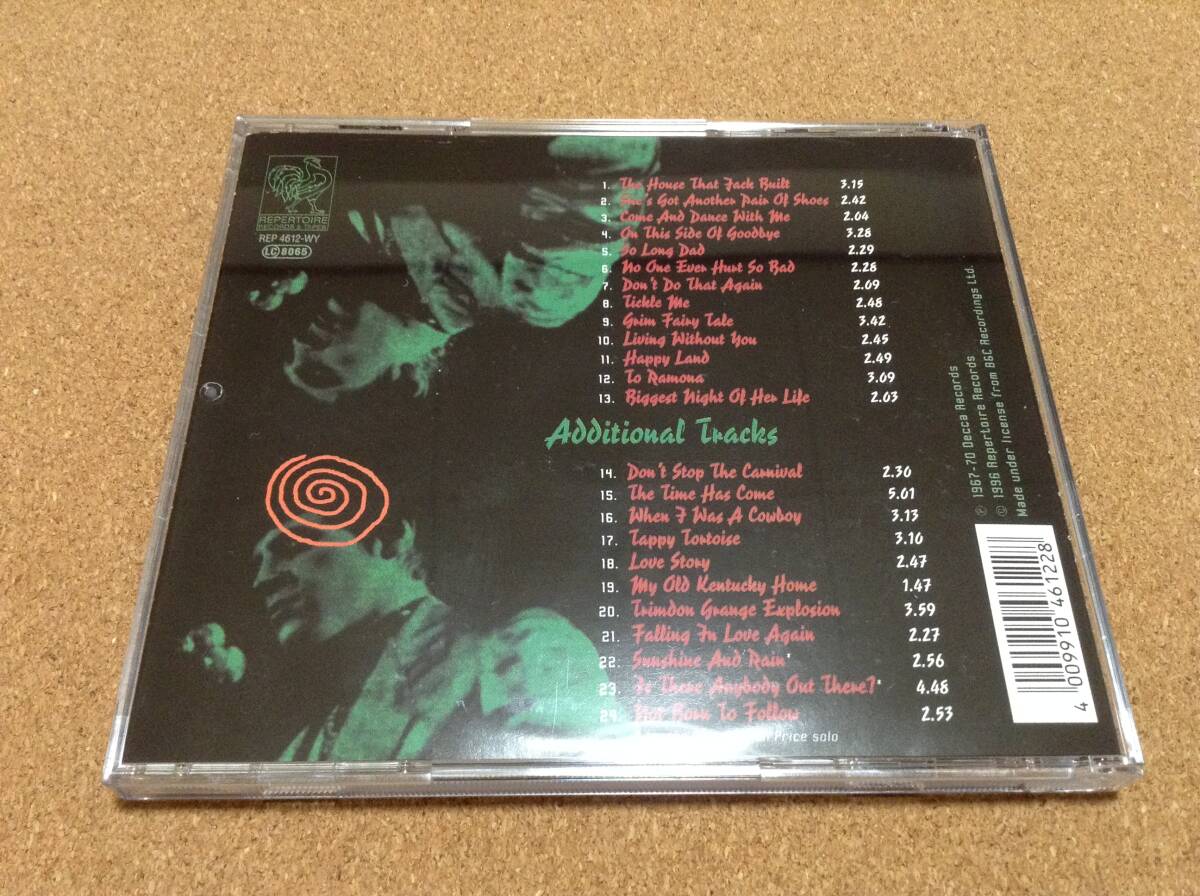 REPERTOIRE
RECORDS & TAPES
REP 4612-WY
LC 8065
1. The House That Jack Built 3.15
2. She's Got Another Pair Of Shoes 2.42
3. Come And Dance With Me 2.04
4. On This Side Of Goodbye 3.28
5. So Long Dad 2.29
6. No One Ever Hurt So Bad 2.28
7. Don't Do That Again 2.09
8. Tickle Me 2.48
9. Grim Fairy Tale 3.42
10. Living Without You 2.45
11. Happy Land 2.49
12. To Ramona 3.09
13. Biggest Night Of Her Life 2.03
Additional Tracks
14. Don't Stop The Carnival 2.30
15. The Time Has Come 5.01
16. When I Was A Cowboy 3.13
17. Tappy Tortoise 3.10
18. Love Story 2.47
19. My Old Kentucky Home 1.47
20. Trimdon Grange Explosion 3.59
21. Falling In Love Again 2.27
22. Sunshine And Rain* 2.56
23. Is There Anybody Out There?* 4.48
24. Not Born To Follow 2.53
Price solo
℗ 1967-70 Decca Records
© 1996 Repertoire Records
Made under license from B&C Recordings Ltd.
4 009910 461228